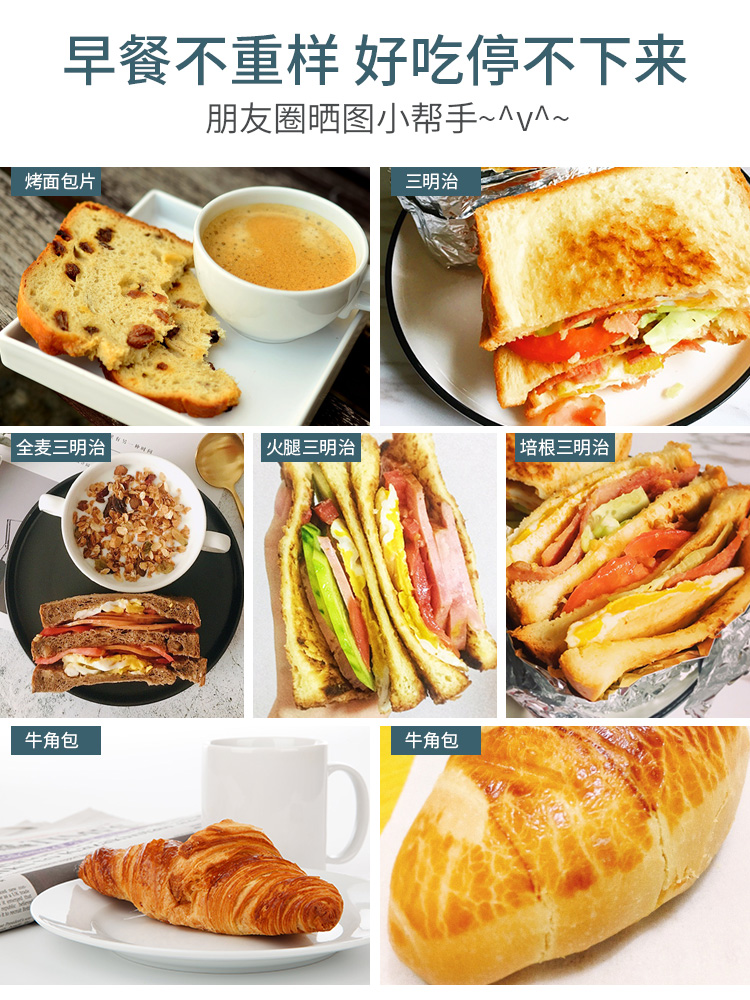 早餐不重样 好吃停不下来
朋友圈晒图小帮手~^v^~
烤面包片
三明治
全麦三明治
火腿三明治
培根三明治
牛角包
牛角包